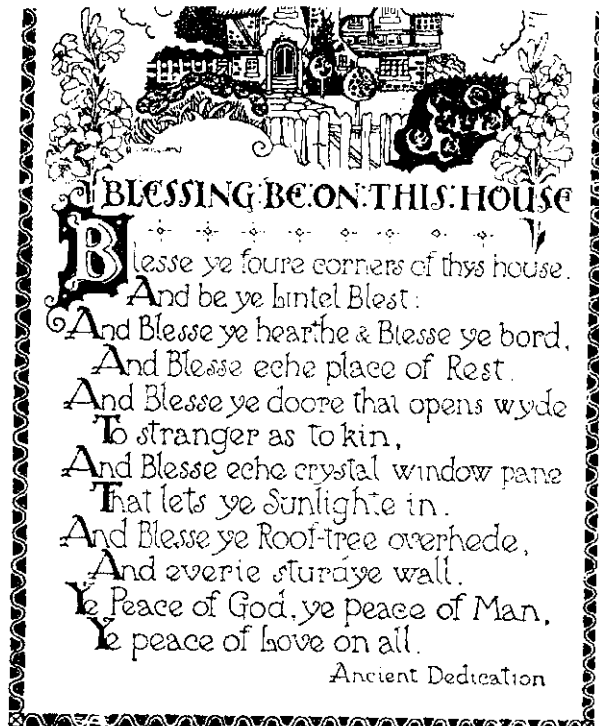 BLESSING BE ON THIS HOUSE
Blesse ye foure corners of thys house.
And be ye Lintel Blest:
And Blesse ye hearthe & Blesse ye bord,
And Blesse eche place of Rest.
And Blesse ye doore that opens wyde
To stranger as to kin,
And Blesse eche crystal window pane
That lets ye Sunlighte in.
And Blesse ye Roof-tree overhede,
And everie sturdye wall.
Ye Peace of God, ye peace of Man,
Ye peace of Love on all.
Ancient Dedication